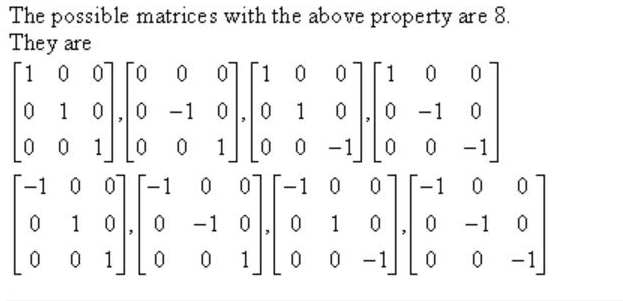 The possible matrices with the above property are 8.
They are
[1 0 0] [0 0 0] [1 0 0] [1 0 0]
[0 1 0],[0 -1 0],[0 1 0],[0 -1 0]
[0 0 1] [0 0 1] [0 0 -1] [0 0 -1]
[-1 0 0] [-1 0 0] [-1 0 0] [-1 0 0]
[0 1 0],[0 -1 0],[0 1 0],[0 -1 0]
[0 0 1] [0 0 1] [0 0 -1] [0 0 -1]